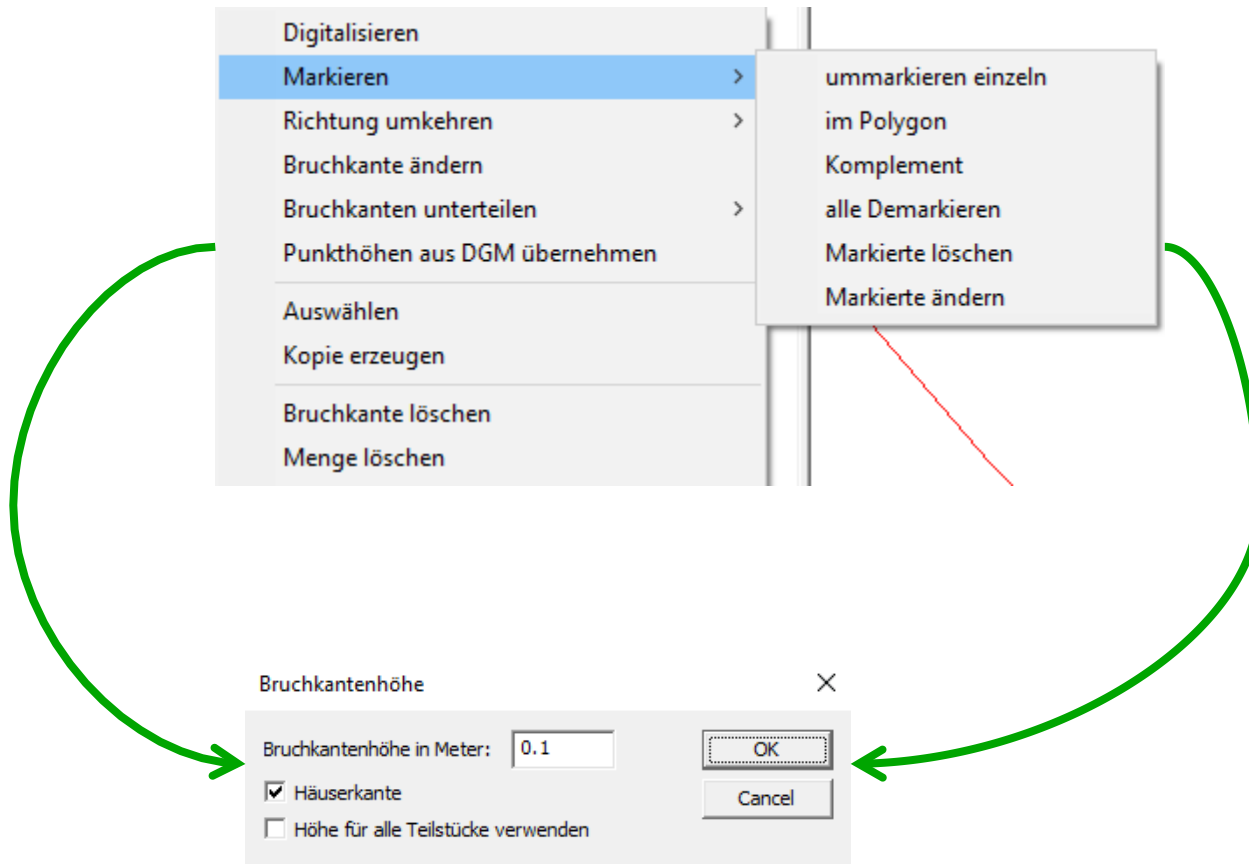 Digitalisieren
Markieren
Richtung umkehren
Bruchkante ändern
Bruchkanten unterteilen
Punkthöhen aus DGM übernehmen
Auswählen
Kopie erzeugen
Bruchkante löschen
Menge löschen
ummarkieren einzeln
im Polygon
Komplement
alle Demarkieren
Markierte löschen
Markierte ändern
Bruchkantenhöhe
Bruchkantenhöhe in Meter: 0.1
OK
Häuserkante
Cancel
Höhe für alle Teilstücke verwenden